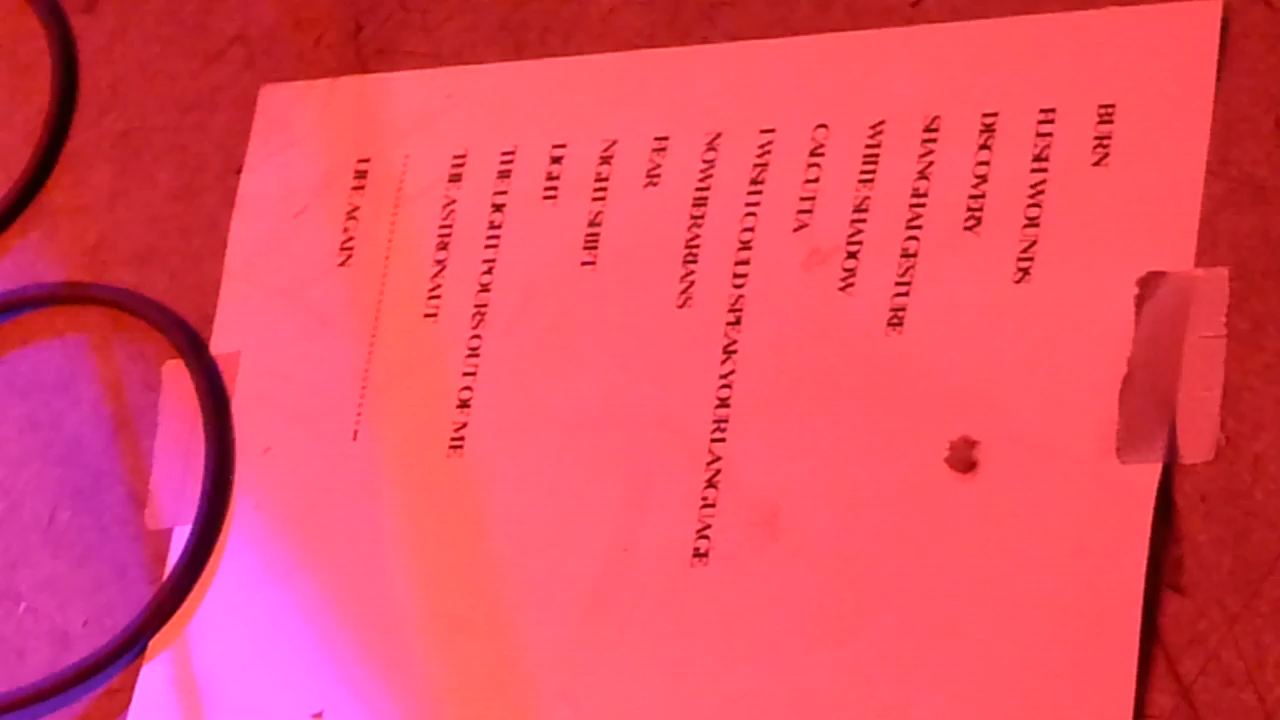 BURN
FLESH WOUNDS
DISCOVERY
SHANGHAI GESTURE
WHITE SHADOW
CALCUTTA
I WISH I COULD SPEAK YOUR LANGUAGE
NOWHERARIANS
FEAR
NIGHT SHIFT
LIGHT
THE LIGHT POURS OUT OF ME
THE ASTRONAUT
LIFE AGAIN